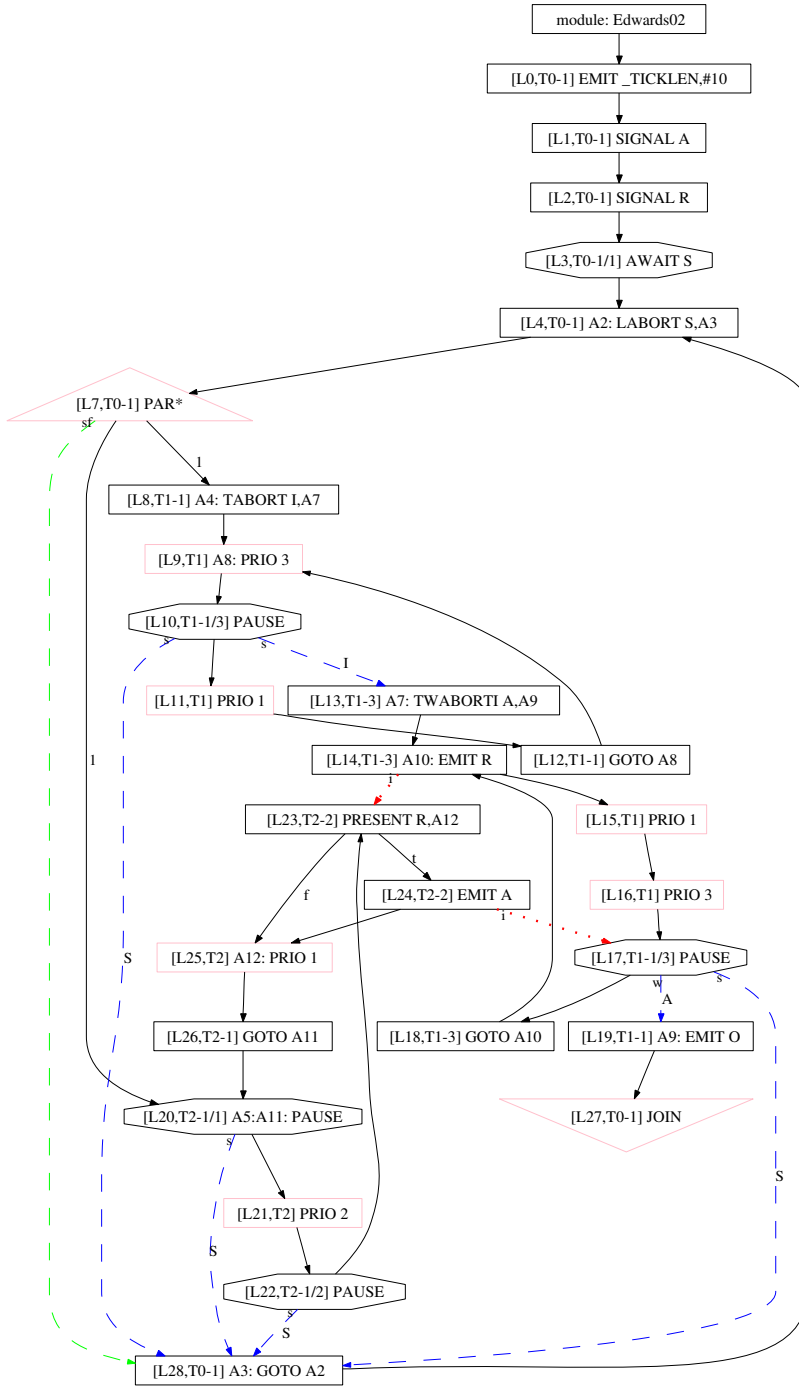 module: Edwards02
[L0,T0-1] EMIT _TICKLEN,#10
[L1,T0-1] SIGNAL A
[L2,T0-1] SIGNAL R
[L3,T0-1/1] AWAIT S
[L4,T0-1] A2: LABORT S,A3
[L7,T0-1] PAR*
sf
1
[L8,T1-1] A4: TABORT I,A7
[L9,T1] A8: PRIO 3
[L10,T1-1/3] PAUSE
s
s
I
[L11,T1] PRIO 1
[L13,T1-3] A7: TWABORTI A,A9
1
[L14,T1-3] A10: EMIT R
[L12,T1-1] GOTO A8
i
[L23,T2-2] PRESENT R,A12
[L15,T1] PRIO 1
t
f
[L24,T2-2] EMIT A
[L16,T1] PRIO 3
i
S
[L25,T2] A12: PRIO 1
[L17,T1-1/3] PAUSE
w
s
A
[L26,T2-1] GOTO A11
[L18,T1-3] GOTO A10
[L19,T1-1] A9: EMIT O
[L20,T2-1/1] A5:A11: PAUSE
[L27,T0-1] JOIN
s
S
[L21,T2] PRIO 2
S
[L22,T2-1/2] PAUSE
s
S
[L28,T0-1] A3: GOTO A2